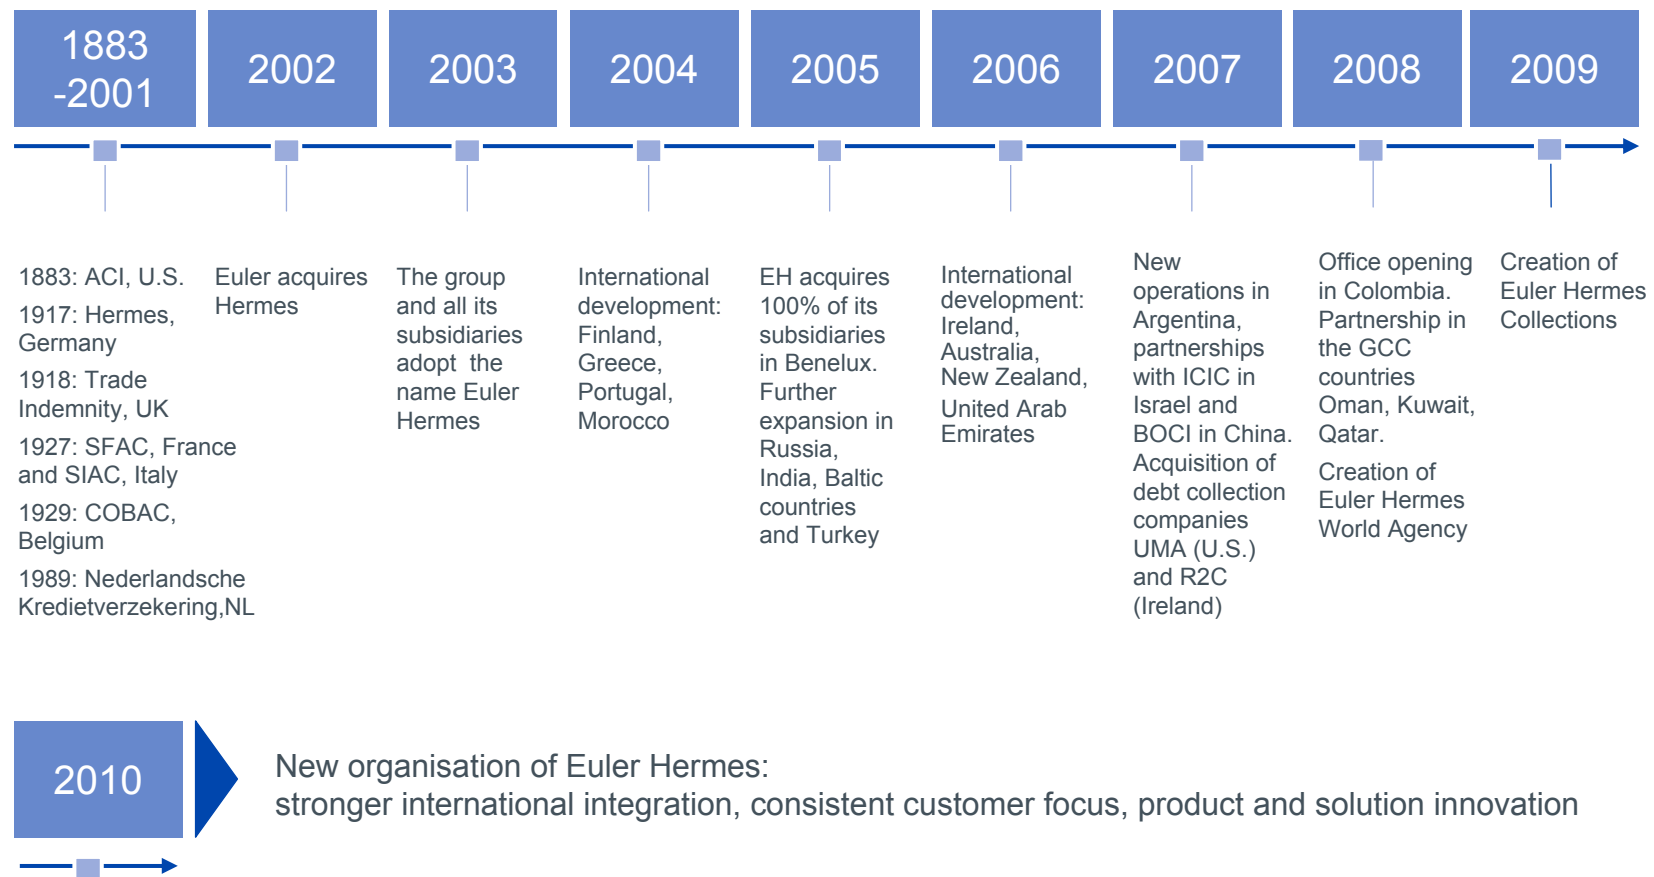 1883
-2001
2002
2003
2004
2005
2006
2007
2008
2009
1883: ACI, U.S.
1917: Hermes,
Germany
1918: Trade
Indemnity, UK
1927: SFAC, France
and SIAC, Italy
1929: COBAC,
Belgium
1989: Nederlandsche
Kredietverzekering,NL
Euler acquires
Hermes
The group
and all its
subsidiaries
adopt the
name Euler
Hermes
International
development:
Finland,
Greece,
Portugal,
Morocco
EH acquires
100% of its
subsidiaries
in Benelux.
Further
expansion in
Russia,
India, Baltic
countries
and Turkey
International
development:
Ireland,
Australia,
New Zealand,
United Arab
Emirates
New
operations in
Argentina,
partnerships
with ICIC in
Israel and
BOCI in China.
Acquisition of
debt collection
companies
UMA (U.S.)
and R2C
(Ireland)
Office opening
in Colombia.
Partnership in
the GCC
countries
Oman, Kuwait,
Qatar.
Creation of
Euler Hermes
World Agency
Creation of
Euler Hermes
Collections
2010
New organisation of Euler Hermes:
stronger international integration, consistent customer focus, product and solution innovation